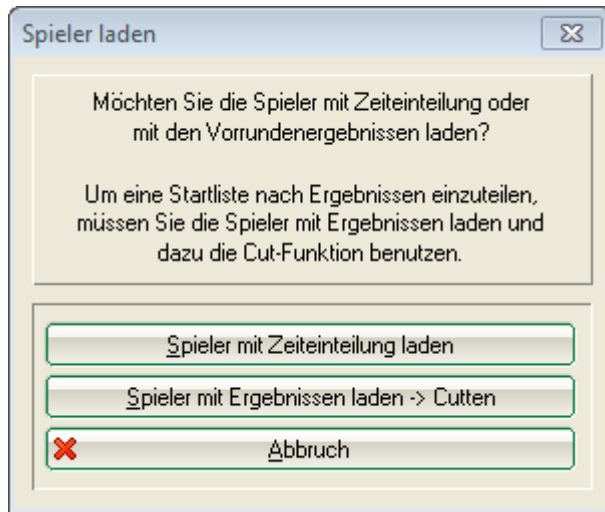 Spieler laden
Möchten Sie die Spieler mit Zeiteinteilung oder
mit den Vorrundenergebnissen laden?
Um eine Startliste nach Ergebnissen einzuteilen,
müssen Sie die Spieler mit Ergebnissen laden und
dazu die Cut-Funktion benutzen.
Spieler mit Zeiteinteilung laden
Spieler mit Ergebnissen laden -> Cutten
Abbruch